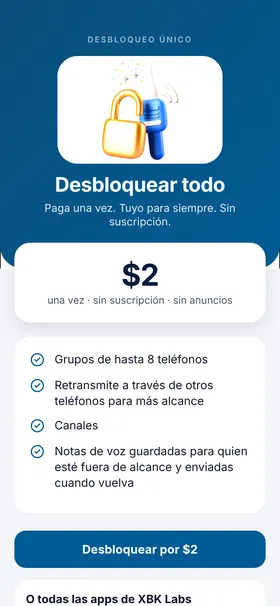 DESBLOQUEO ÚNICO
Desbloquear todo
Paga una vez. Tuyo para siempre. Sin
suscripción.
$2
una vez · sin suscripción · sin anuncios
Grupos de hasta 8 teléfonos
Retransmite a través de otros
teléfonos para más alcance
Canales
Notas de voz guardadas para quien
esté fuera de alcance y enviadas
cuando vuelva
Desbloquear por $2
O todas las apps de XBK Labs